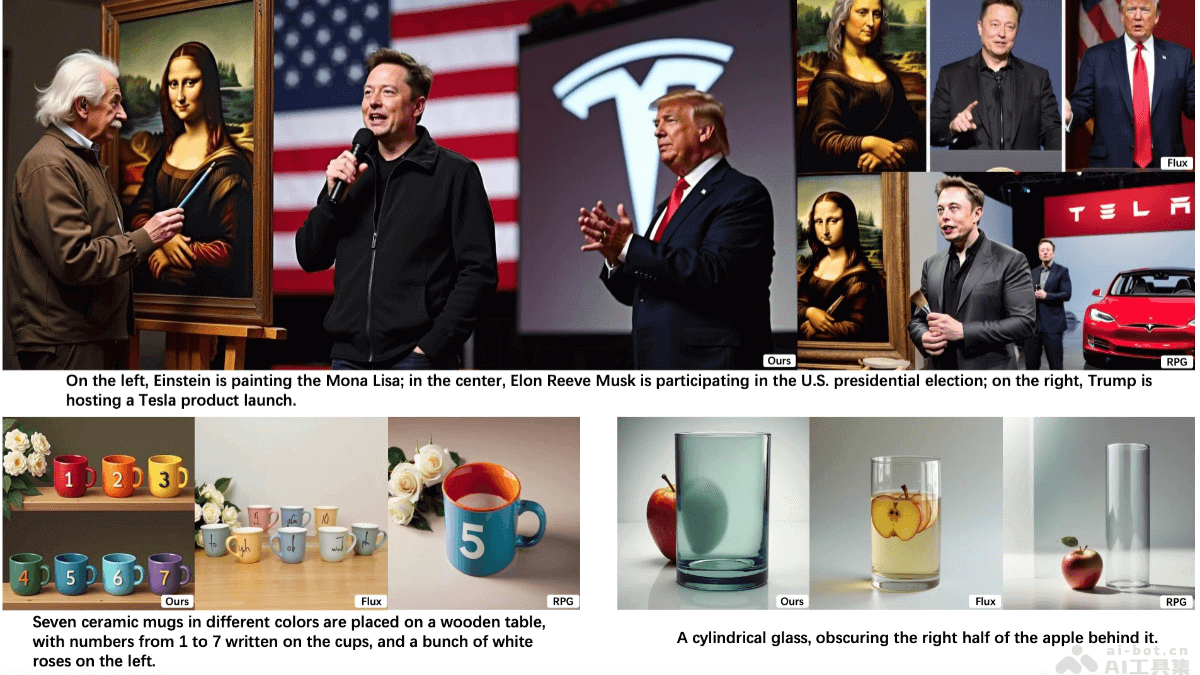 Flux
TESLA
Ours
RPG
On the left, Einstein is painting the Mona Lisa; in the center, Elon Reeve Musk is participating in the U.S. presidential election; on the right, Trump is
hosting a Tesla product launch.
1 2 3
4 5 6 7
Ours
5
10
to
Flux
5
RPG
Ours
Flux
RPG
Seven ceramic mugs in different colors are placed on a wooden table,
with numbers from 1 to 7 written on the cups, and a bunch of white
roses on the left.
A cylindrical glass, obscuring the right half of the apple behind it.
ai-bot.cn
AI工具集